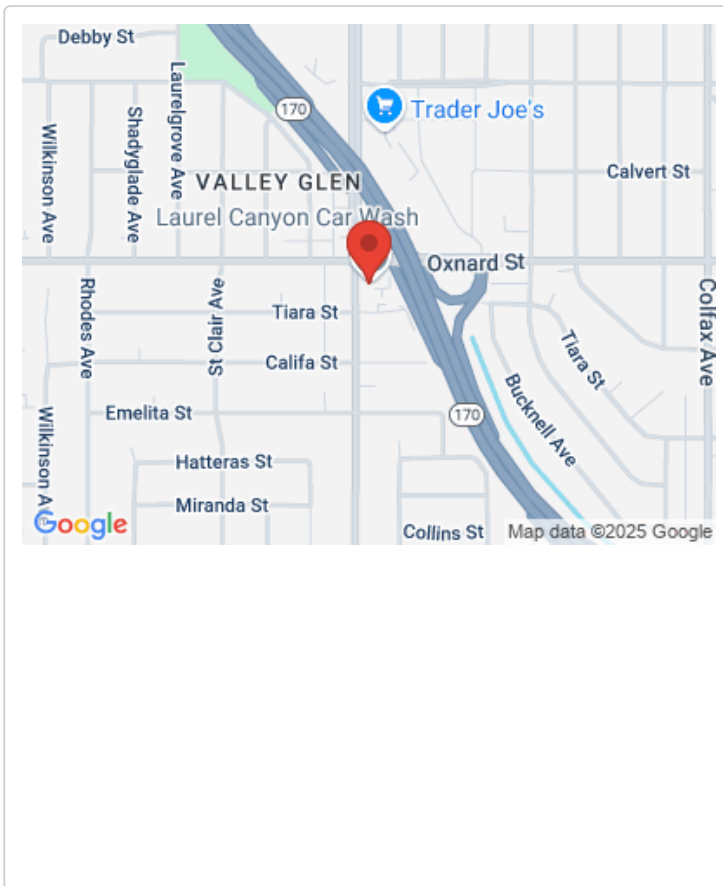 Debby St
Wilkinson Ave
Shadyglade Ave
Laurelgrove Ave
170
Trader Joe's
Calvert St
VALLEY GLEN
Laurel Canyon Car Wash
Oxnard St
Rhodes Ave
St Clair Ave
Tiara St
Colfax Ave
Tiara St
Califa St
Bucknell Ave
Emelita St
170
Wilkinson Av
Hatteras St
Miranda St
Google
Collins St
Map data ©2025 Google